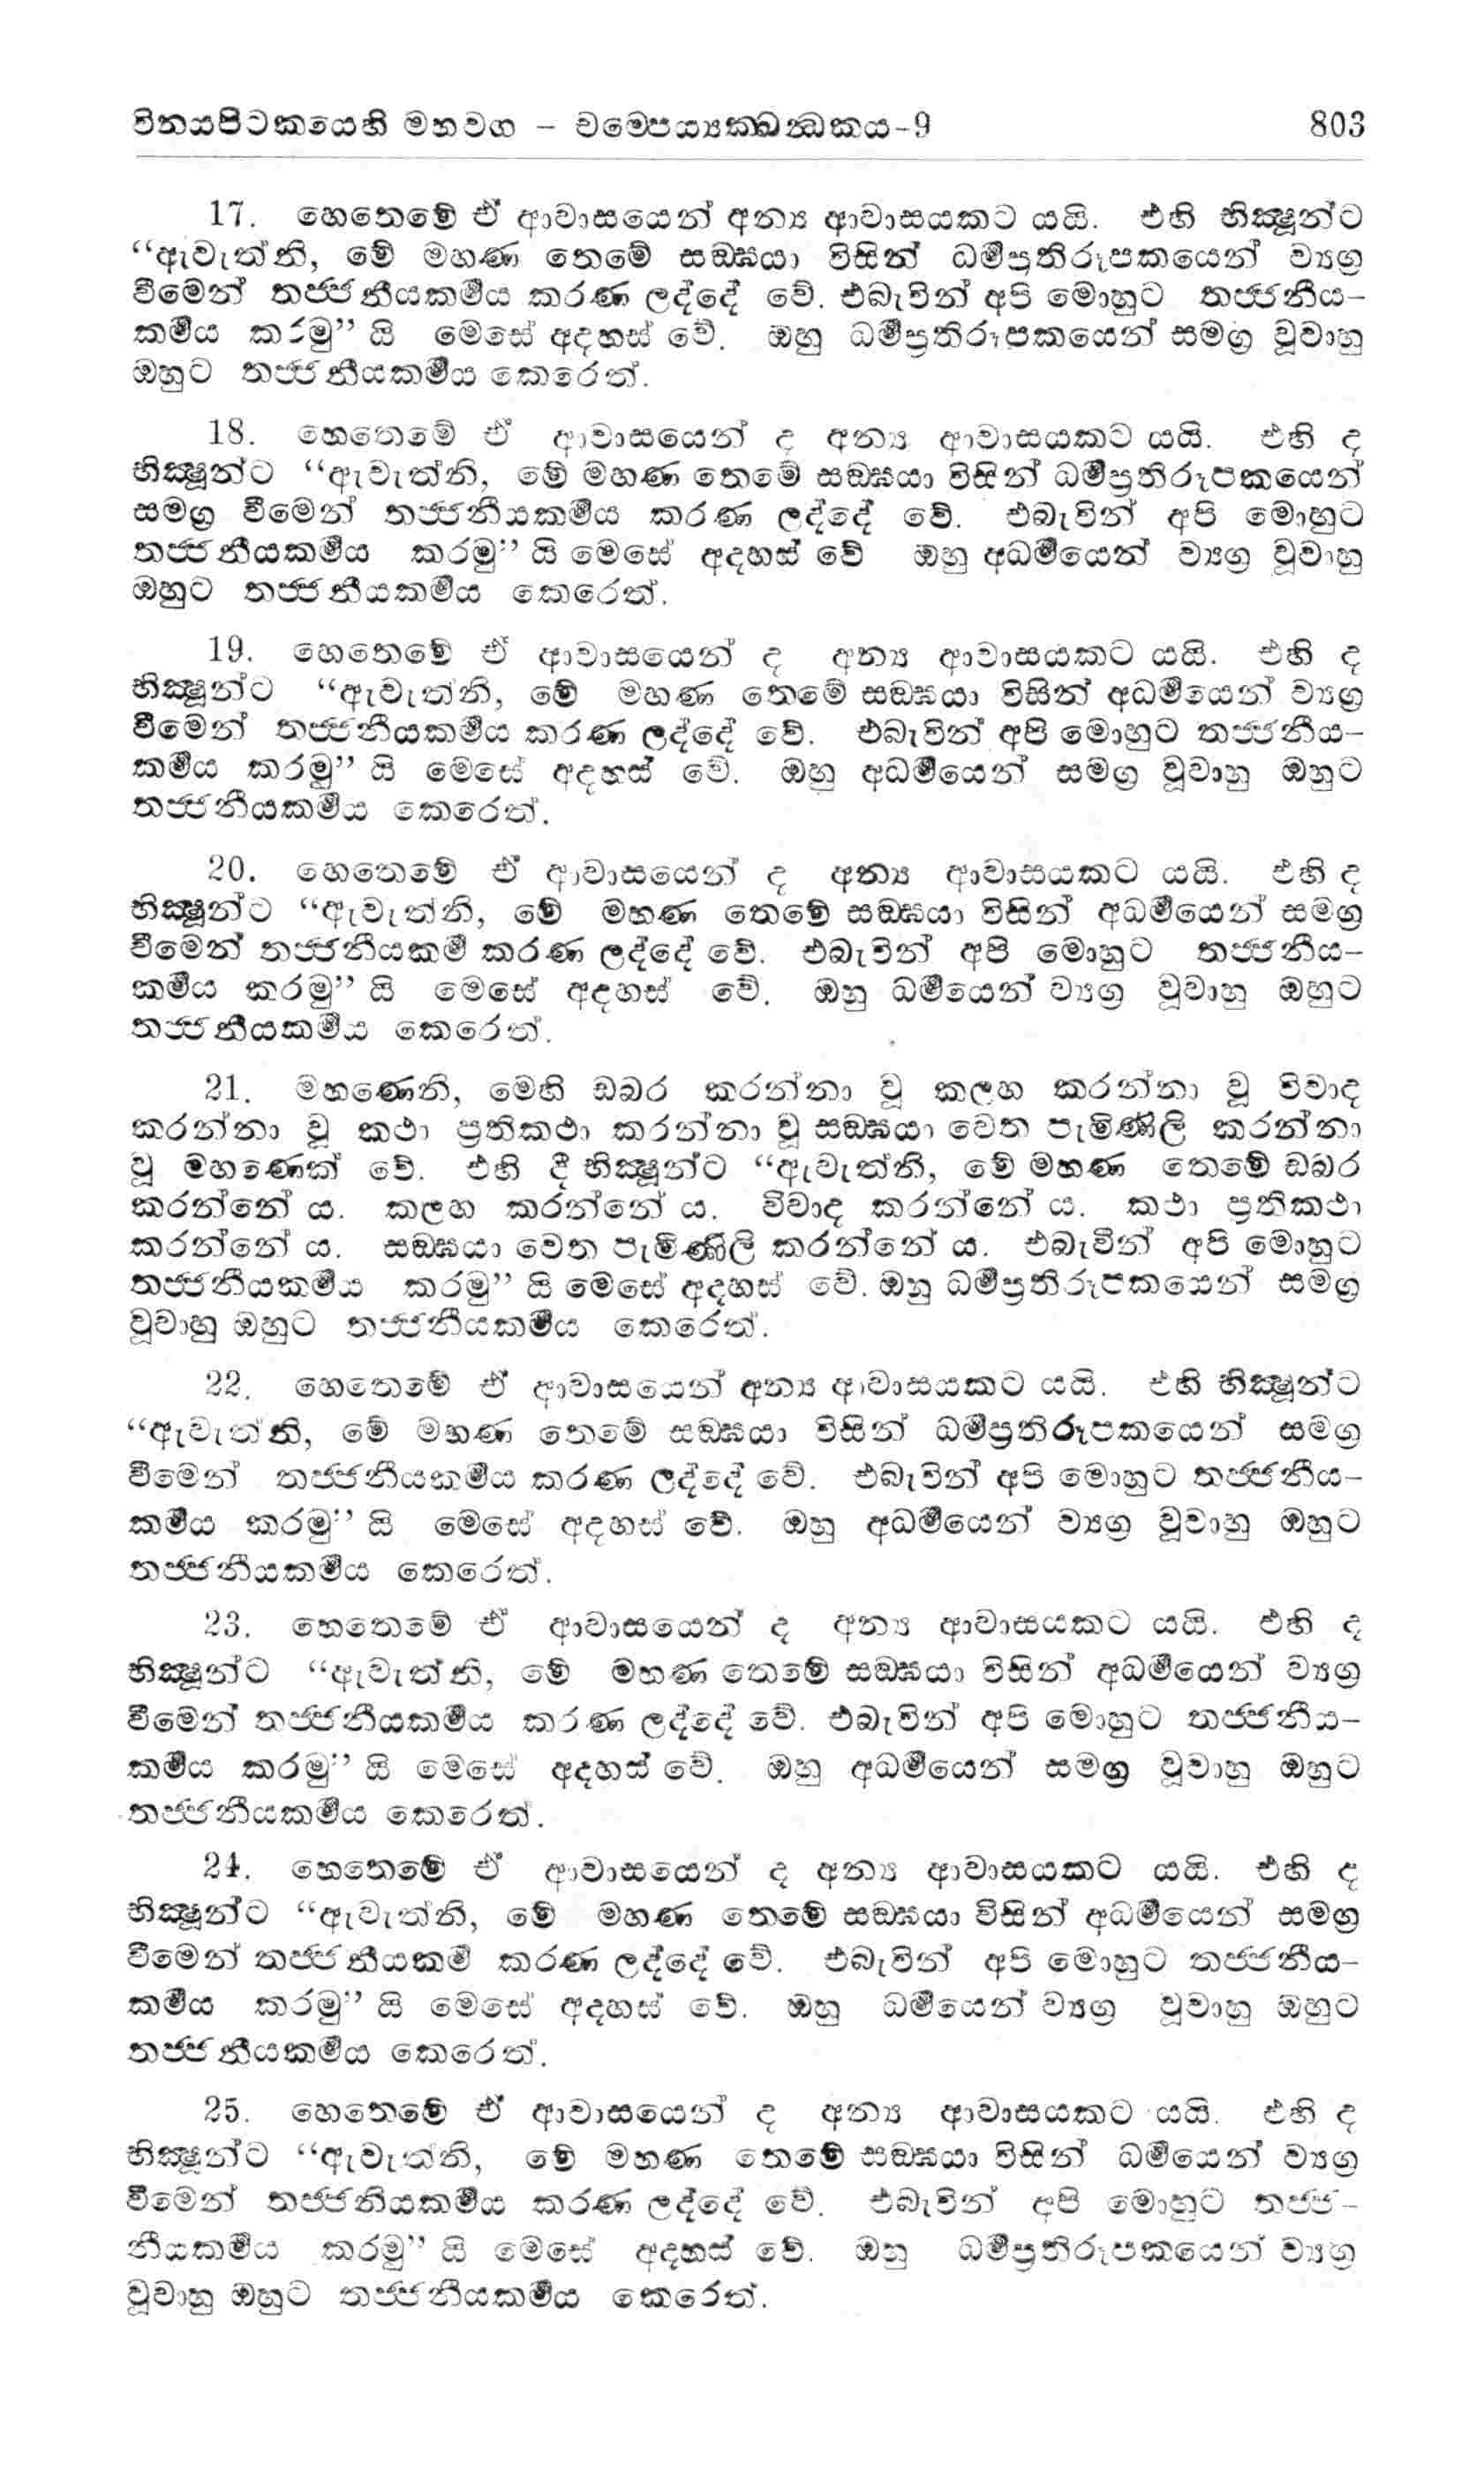 විනයපිටකයෙහි මහවග - චම්පෙය්‍යක්ඛන්ධකය-9 803
17. හෙතෙමේ ඒ ආවාසයෙන් අන්‍ය ආවාසයකට යයි. එහි භික්‍ෂූන්ට
“ඇවැත්නි, මේ මහණ තෙමේ සඞ්ඝයා විසින් ධර්‍මප්‍රතිරූපකයෙන් ව්‍යග්‍ර
වීමෙන් තජ්ජනීයකර්‍මය කරණ ලද්දේ වේ. එබැවින් අපි මොහුට තජ්ජනීය-
කර්‍මය කරමු” යි මෙසේ අදහස් වේ. ඔහු ධර්‍මප්‍රතිරූපකයෙන් සමග්‍ර වූවාහු
ඔහුට තජ්ජනීයකර්‍මය කෙරෙත්.
18. හෙතෙමේ ඒ ආවාසයෙන් ද අන්‍ය ආවාසයකට යයි. එහි ද
භික්‍ෂූන්ට “ඇවැත්නි, මේ මහණ තෙමේ සඞ්ඝයා විසින් ධර්‍මප්‍රතිරූපකයෙන්
සමග්‍ර වීමෙන් තජ්ජනීයකර්‍මය කරණ ලද්දේ වේ. එබැවින් අපි මොහුට
තජ්ජනීයකර්‍මය කරමු” යි මෙසේ අදහස් වේ ඔහු අධර්‍මයෙන් ව්‍යග්‍ර වූවාහු
ඔහුට තජ්ජනීයකර්‍මය කෙරෙත්.
19. හෙතෙමේ ඒ ආවාසයෙන් ද අන්‍ය ආවාසයකට යයි. එහි ද
භික්‍ෂූන්ට “ඇවැත්නි, මේ මහණ තෙමේ සඞ්ඝයා විසින් අධර්‍මයෙන් ව්‍යග්‍ර
වීමෙන් තජ්ජනීයකර්‍මය කරණ ලද්දේ වේ. එබැවින් අපි මොහුට තජ්ජනීය-
කර්‍මය කරමු” යි මෙසේ අදහස් වේ. ඔහු අධර්‍මයෙන් සමග්‍ර වූවාහු ඔහුට
තජ්ජනීයකර්‍මය කෙරෙත්.
20. හෙතෙමේ ඒ ආවාසයෙන් ද අන්‍ය ආවාසයකට යයි. එහි ද
භික්‍ෂූන්ට “ඇවැත්නි, මේ මහණ තෙමේ සඞ්ඝයා විසින් අධර්‍මයෙන් සමග්‍ර
වීමෙන් තජ්ජනීයකර්‍ම කරණ ලද්දේ වේ. එබැවින් අපි මොහුට තජ්ජනීය-
කර්‍මය කරමු” යි මෙසේ අදහස් වේ. ඔහු ධර්‍මයෙන් ව්‍යග්‍ර වූවාහු ඔහුට
තජ්ජනීයකර්‍මය කෙරෙත්.
21. මහණෙනි, මෙහි ඩබර කරන්නා වූ කලහ කරන්නා වූ විවාද
කරන්නා වූ කථා ප්‍රතිකථා කරන්නා වූ සඞ්ඝයා වෙත පැමිණිලි කරන්නා
වූ මහණෙක් වේ. එහි දී භික්‍ෂූන්ට “ඇවැත්නි, මේ මහණ තෙමේ ඩබර
කරන්නේ ය. කලහ කරන්නේ ය. විවාද කරන්නේ ය. කථා ප්‍රතිකථා
කරන්නේ ය. සඞ්ඝයා වෙත පැමිණිලි කරන්නේ ය. එබැවින් අපි මොහුට
තජ්ජනීයකර්‍මය කරමු” යි මෙසේ අදහස් වේ. ඔහු ධර්‍මප්‍රතිරූපකයෙන් සමග්‍ර
වූවාහු ඔහුට තජ්ජනීයකර්‍මය කෙරෙත්.
22. හෙතෙමේ ඒ ආවාසයෙන් අන්‍ය ආවාසයකට යයි. එහි භික්‍ෂූන්ට
“ඇවැත්නි, මේ මහණ තෙමේ සඞ්ඝයා විසින් ධර්‍මප්‍රතිරූපකයෙන් සමග්‍ර
වීමෙන් තජ්ජනීයකර්‍මය කරණ ලද්දේ වේ. එබැවින් අපි මොහුට තජ්ජනීය-
කර්‍මය කරමු” යි මෙසේ අදහස් වේ. ඔහු අධර්‍මයෙන් ව්‍යග්‍ර වූවාහු ඔහුට
තජ්ජනීයකර්‍මය කෙරෙත්.
23. හෙතෙමේ ඒ ආවාසයෙන් ද අන්‍ය ආවාසයකට යයි. එහි ද
භික්‍ෂූන්ට “ඇවැත්නි, මේ මහණ තෙමේ සඞ්ඝයා විසින් අධර්‍මයෙන් ව්‍යග්‍ර
වීමෙන් තජ්ජනීයකර්‍මය කරණ ලද්දේ වේ. එබැවින් අපි මොහුට තජ්ජනීය-
කර්‍මය කරමු” යි මෙසේ අදහස් වේ. ඔහු අධර්‍මයෙන් සමග්‍ර වූවාහු ඔහුට
තජ්ජනීයකර්‍මය කෙරෙත්.
24. හෙතෙමේ ඒ ආවාසයෙන් ද අන්‍ය ආවාසයකට යයි. එහි ද
භික්‍ෂූන්ට “ඇවැත්නි, මේ මහණ තෙමේ සඞ්ඝයා විසින් අධර්‍මයෙන් සමග්‍ර
වීමෙන් තජ්ජනීයකර්‍ම කරණ ලද්දේ වේ. එබැවින් අපි මොහුට තජ්ජනීය-
කර්‍මය කරමු” යි මෙසේ අදහස් වේ. ඔහු ධර්‍මයෙන් ව්‍යග්‍ර වූවාහු ඔහුට
තජ්ජනීයකර්‍මය කෙරෙත්.
25. හෙතෙමේ ඒ ආවාසයෙන් ද අන්‍ය ආවාසයකට යයි. එහි ද
භික්‍ෂූන්ට “ඇවැත්නි, මේ මහණ තෙමේ සඞ්ඝයා විසින් ධර්‍මයෙන් ව්‍යග්‍ර
වීමෙන් තජ්ජනියකර්‍මය කරණ ලද්දේ වේ. එබැවින් අපි මොහුට තජ්ජ-
නීයකර්‍මය කරමු” යි මෙසේ අදහස් වේ. ඔහු ධර්‍මප්‍රතිරූපකයෙන් ව්‍යග්‍ර
වූවාහු ඔහුට තජ්ජනීයකර්‍මය කෙරෙත්.